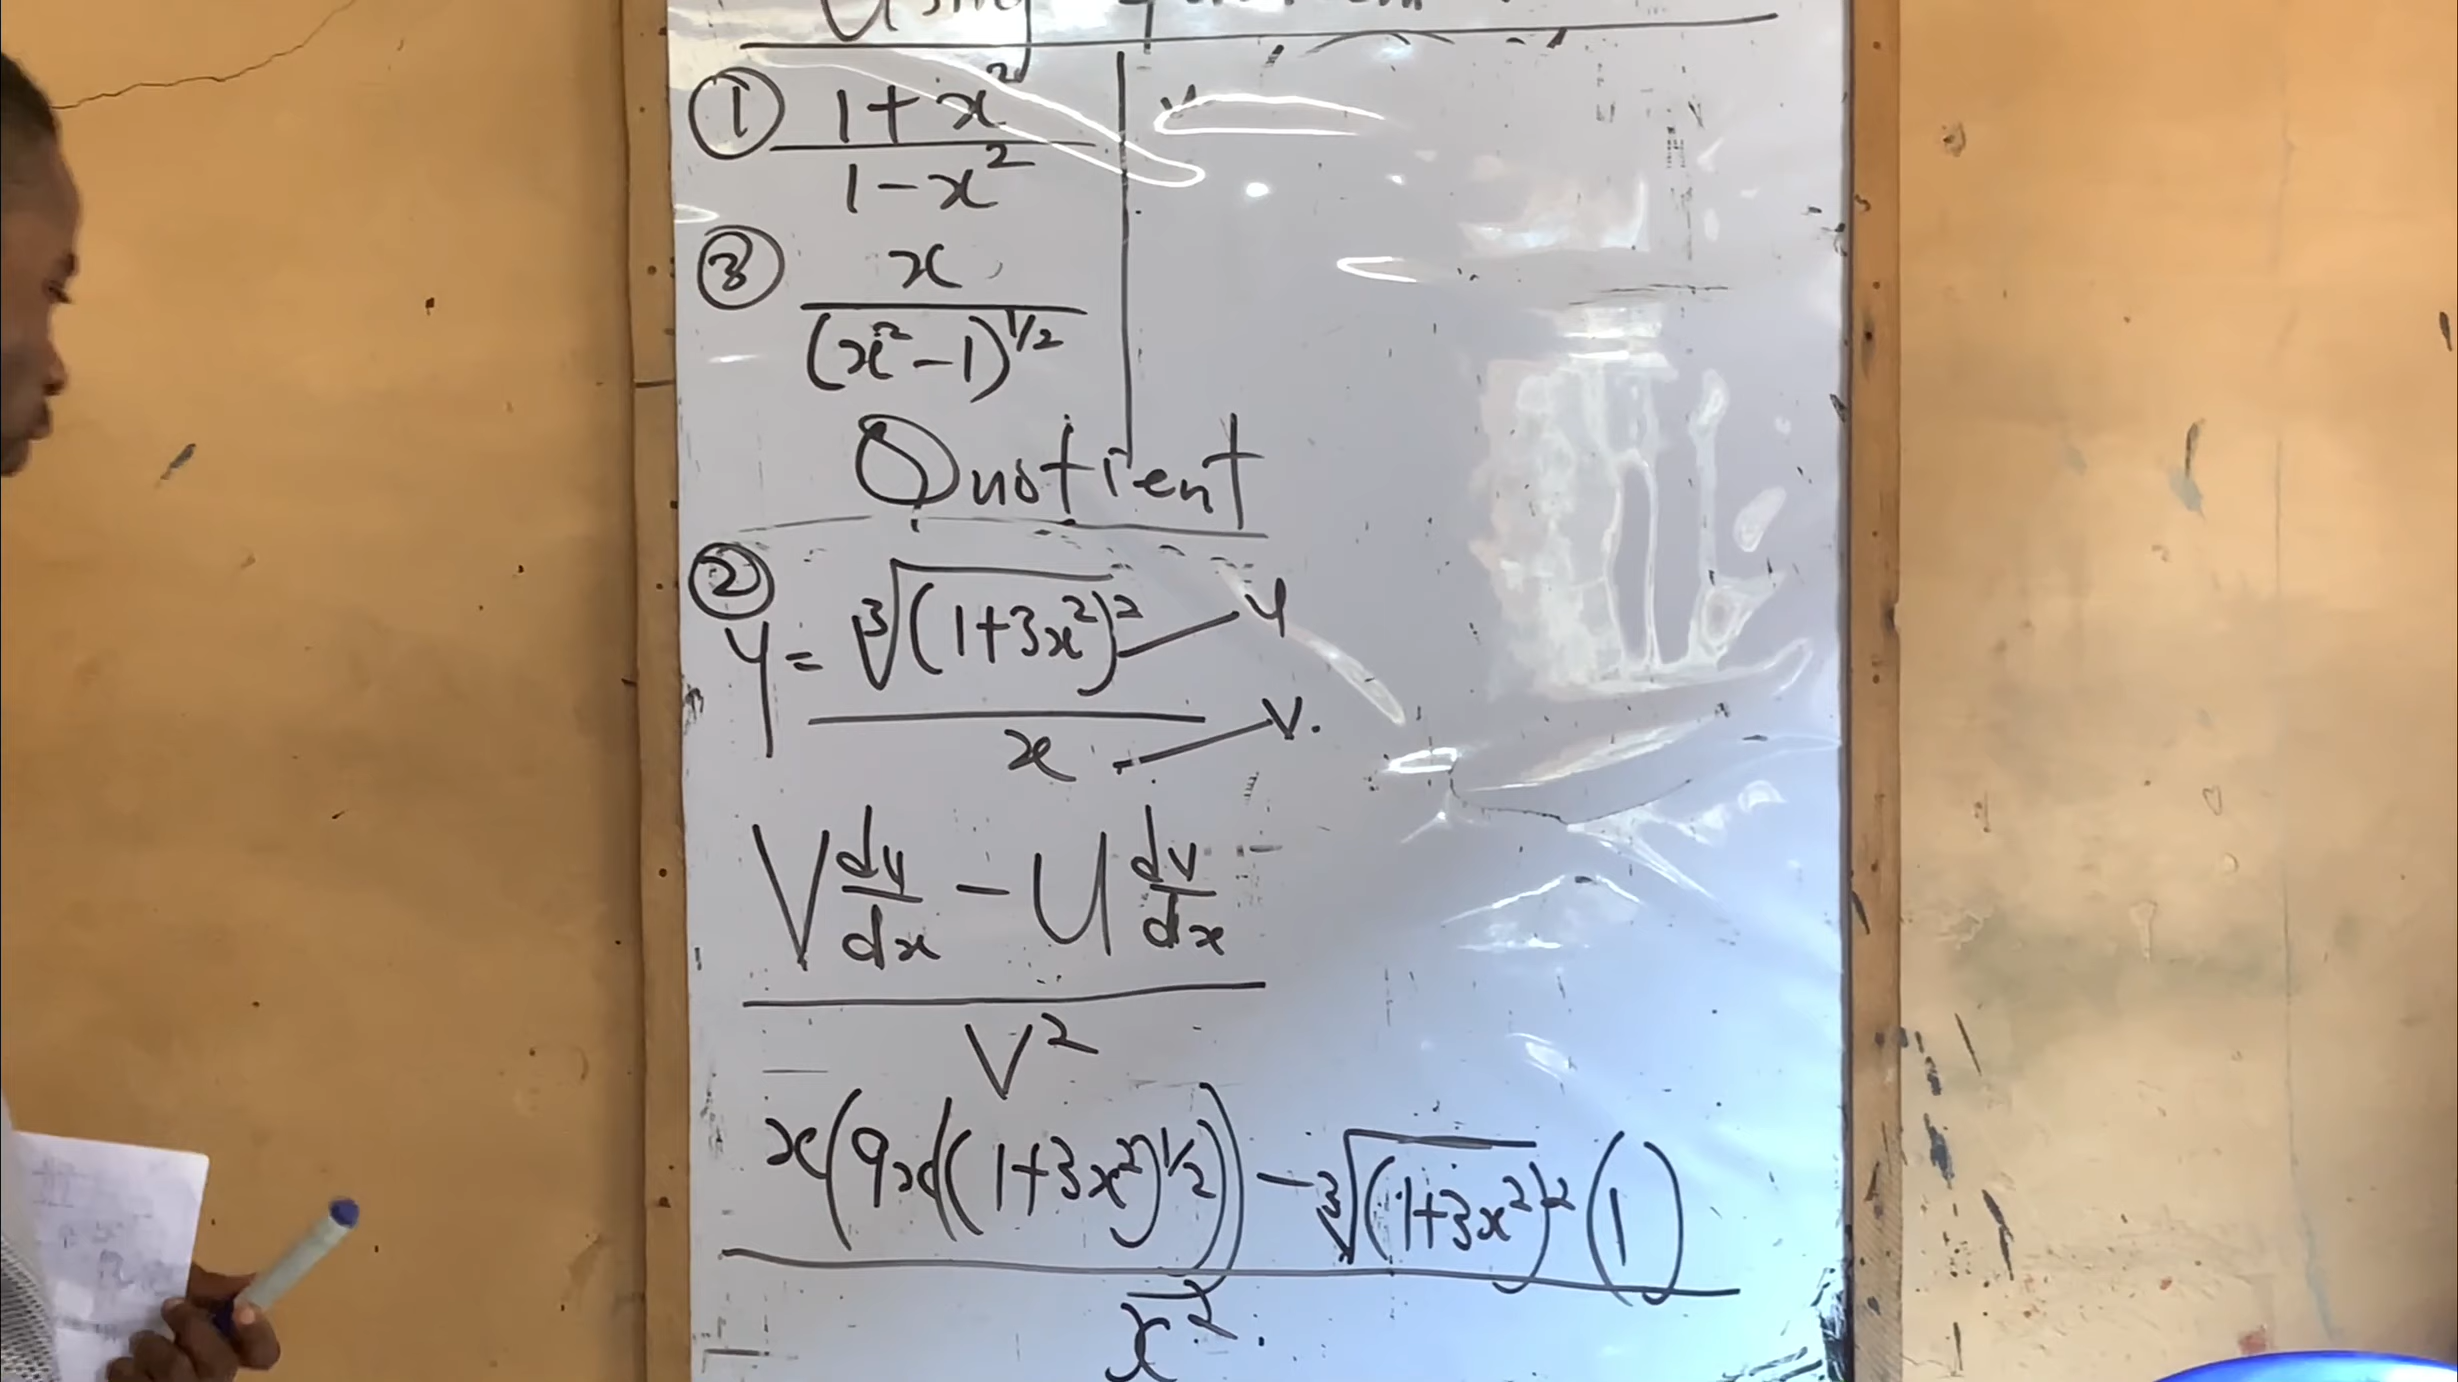 Using
① 1+x²
1-x²
③ x
(x²-1)^1/2
Quotient
②
y = ∛(1+3x²)² u
x v.
V du/dx - U dv/dx
V²
x(9x((1+3x²)^1/2)) - ∛(1+3x²)² (1)
x²